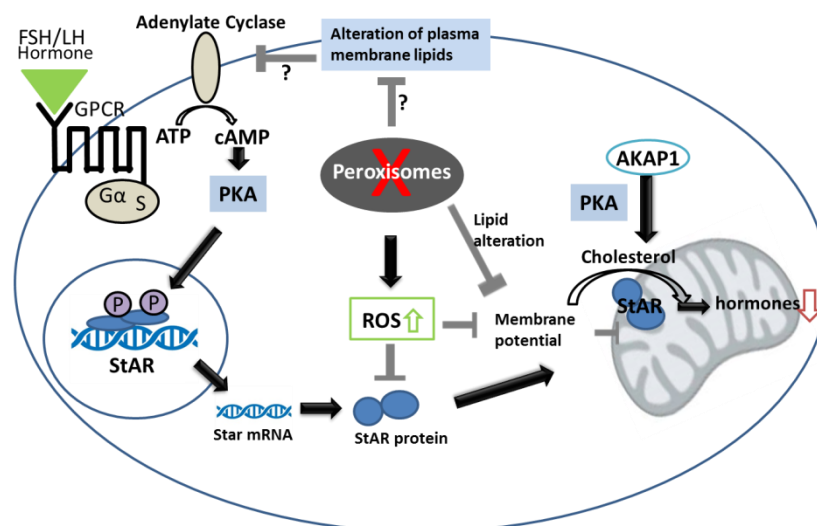 FSH/LH
Hormone
GPCR
Gα
S
Adenylate Cyclase
ATP
cAMP
PKA
?
Alteration of plasma
membrane lipids
?
Peroxisomes
X
Lipid
alteration
AKAP1
PKA
Cholesterol
StAR
hormones
ROS
Membrane
potential
P
P
StAR
Star mRNA
StAR protein